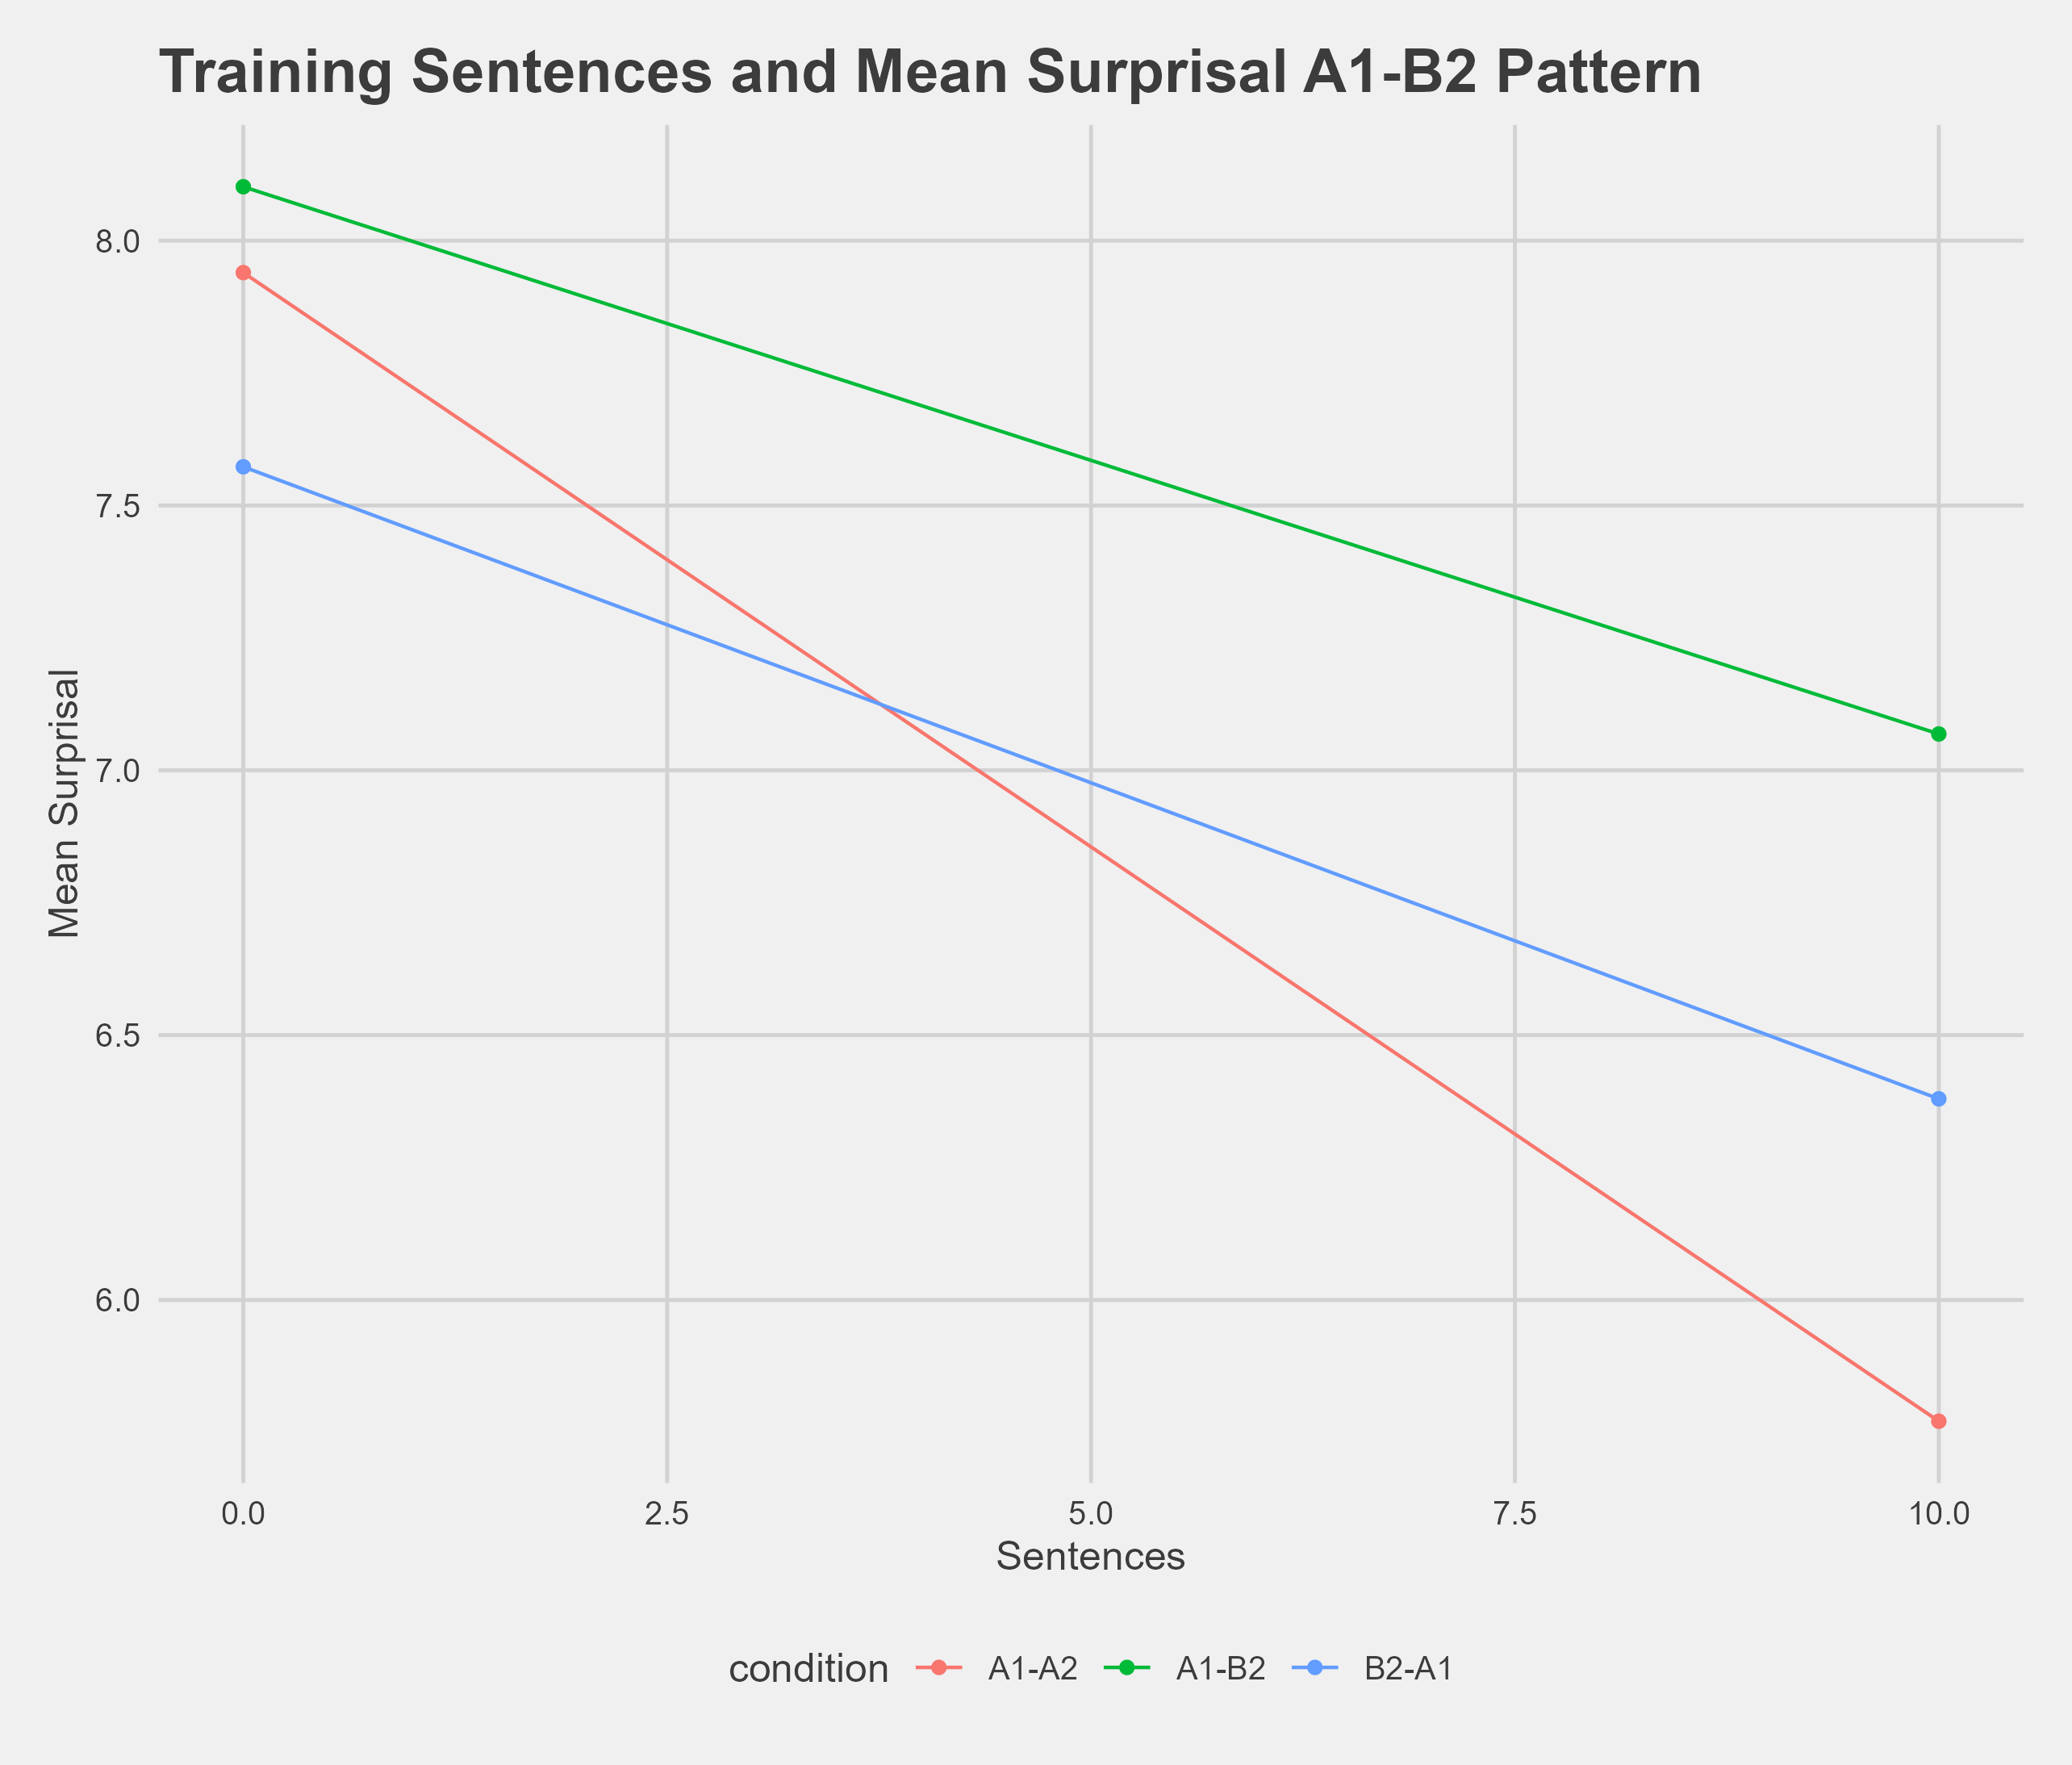 Training Sentences and Mean Surprisal A1-B2 Pattern
Mean Surprisal
8.0
7.5
7.0
6.5
6.0
0.0 2.5 5.0 7.5 10.0
Sentences
condition A1-A2 A1-B2 B2-A1